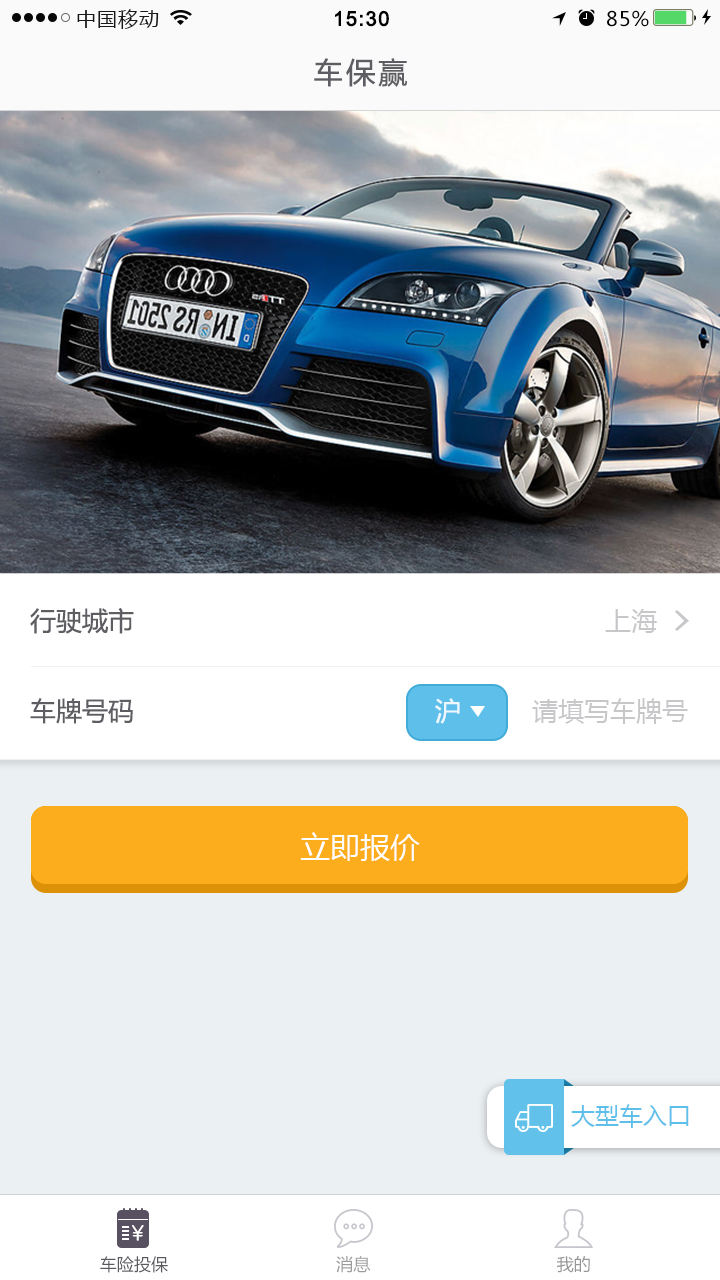 中国移动 15:30 85%
车保赢
TTRS
IN RS 2501
D
行驶城市 上海
车牌号码 沪 请填写车牌号
立即报价
大型车入口
车险投保 消息 我的